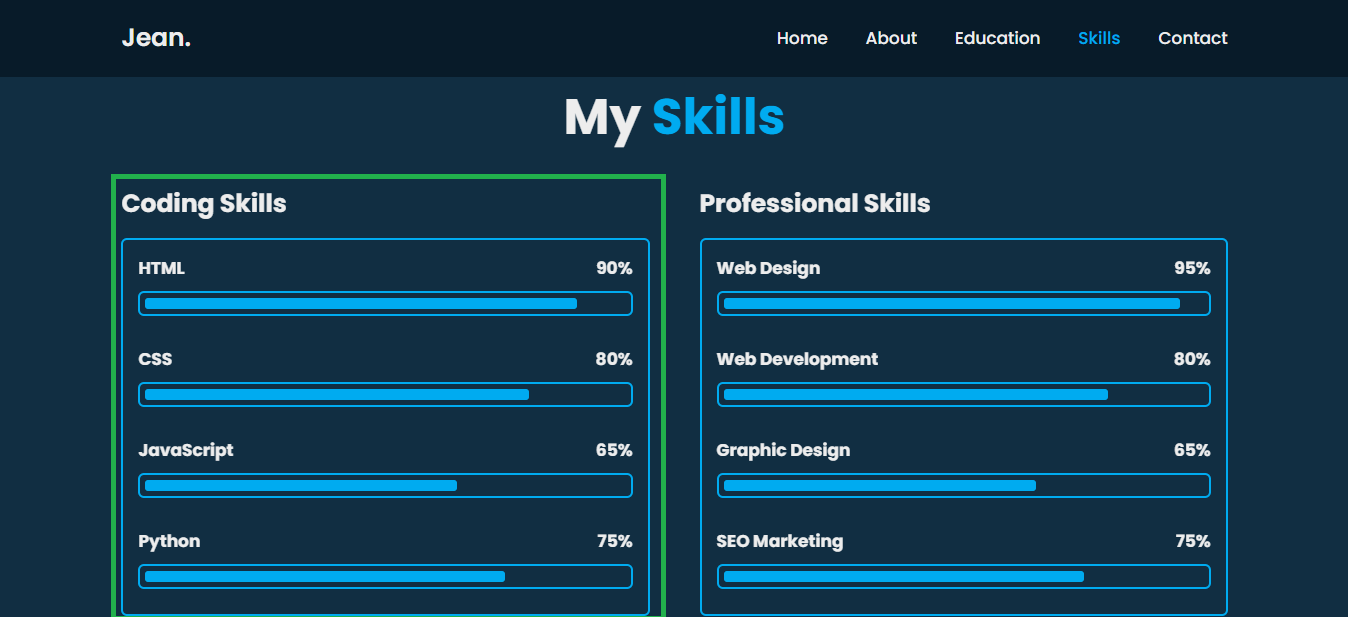 Jean.
Home About Education Skills Contact
My Skills
Coding Skills
HTML 90%
CSS 80%
JavaScript 65%
Python 75%
Professional Skills
Web Design 95%
Web Development 80%
Graphic Design 65%
SEO Marketing 75%